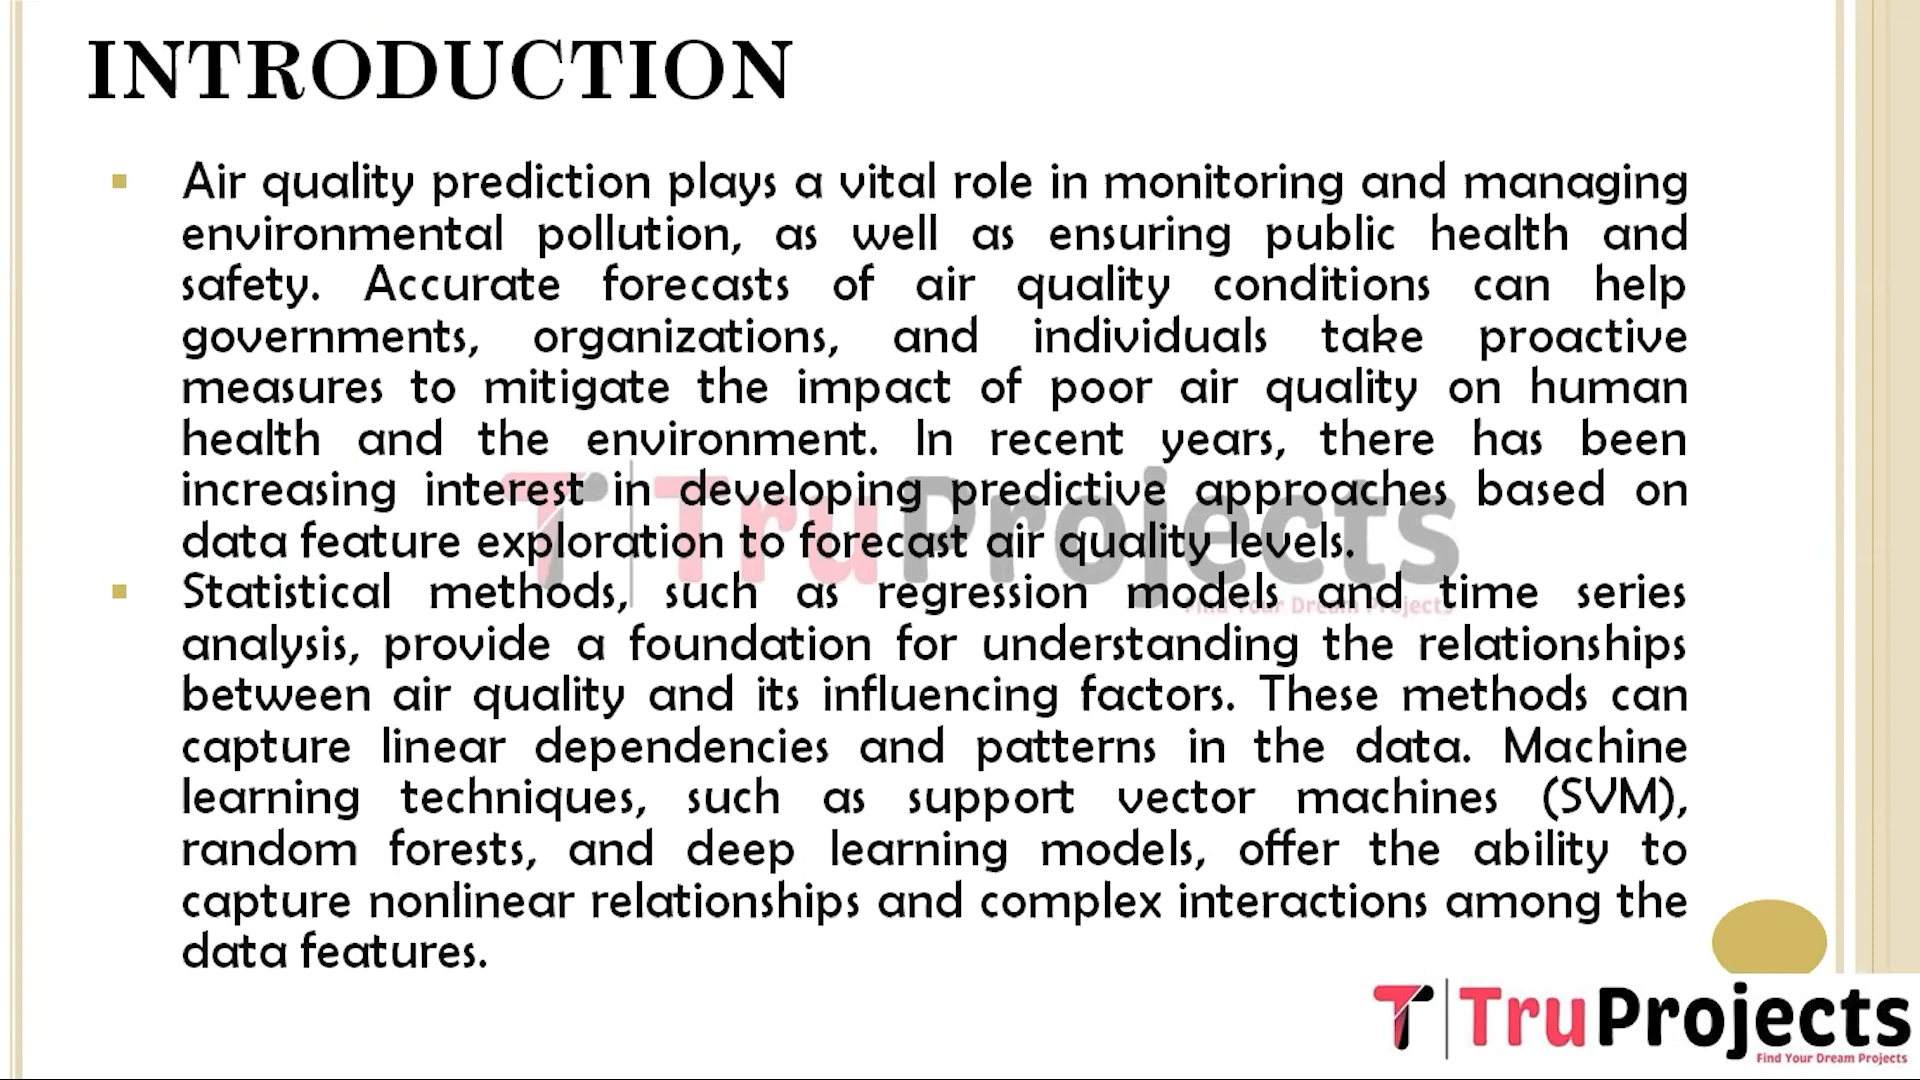 INTRODUCTION
▪ Air quality prediction plays a vital role in monitoring and managing
environmental pollution, as well as ensuring public health and
safety. Accurate forecasts of air quality conditions can help
governments, organizations, and individuals take proactive
measures to mitigate the impact of poor air quality on human
health and the environment. In recent years, there has been
increasing interest in developing predictive approaches based on
data feature exploration to forecast air quality levels.
▪ Statistical methods, such as regression models and time series
analysis, provide a foundation for understanding the relationships
between air quality and its influencing factors. These methods can
capture linear dependencies and patterns in the data. Machine
learning techniques, such as support vector machines (SVM),
random forests, and deep learning models, offer the ability to
capture nonlinear relationships and complex interactions among the
data features.
TruProjects
Find Your Dream Projects
TruProjects
Find Your Dream Projects